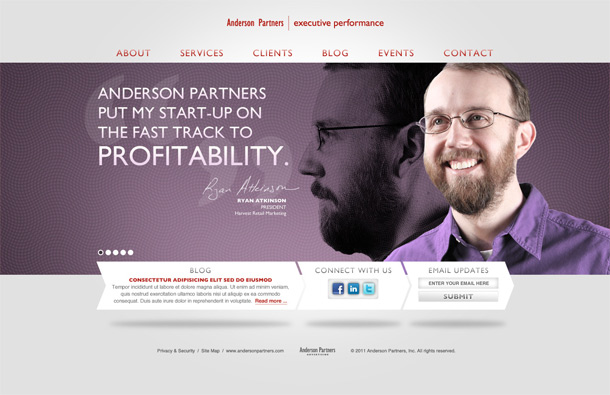 Anderson Partners executive performance
ABOUT SERVICES CLIENTS BLOG EVENTS CONTACT
ANDERSON PARTNERS
PUT MY START-UP ON
THE FAST TRACK TO
PROFITABILITY.
Ryan Atkinson
RYAN ATKINSON
PRESIDENT
Harvest Retail Marketing
BLOG
CONSECTETUR ADIPISICING ELIT SED DO EIUSMOD
Tempor incididunt ut labore et dolore magna aliqua. Ut enim ad minim veniam,
quis nostrud exercitation ullamco laboris nisi ut aliquip ex ea commodo
consequat. Duis aute irure dolor in reprehenderit in voluptate. Read more ...
CONNECT WITH US
EMAIL UPDATES
ENTER YOUR EMAIL HERE
SUBMIT
Privacy & Security / Site Map / www.andersonpartners.com
Anderson Partners
ADVERTISING
© 2011 Anderson Partners, Inc. All rights reserved.